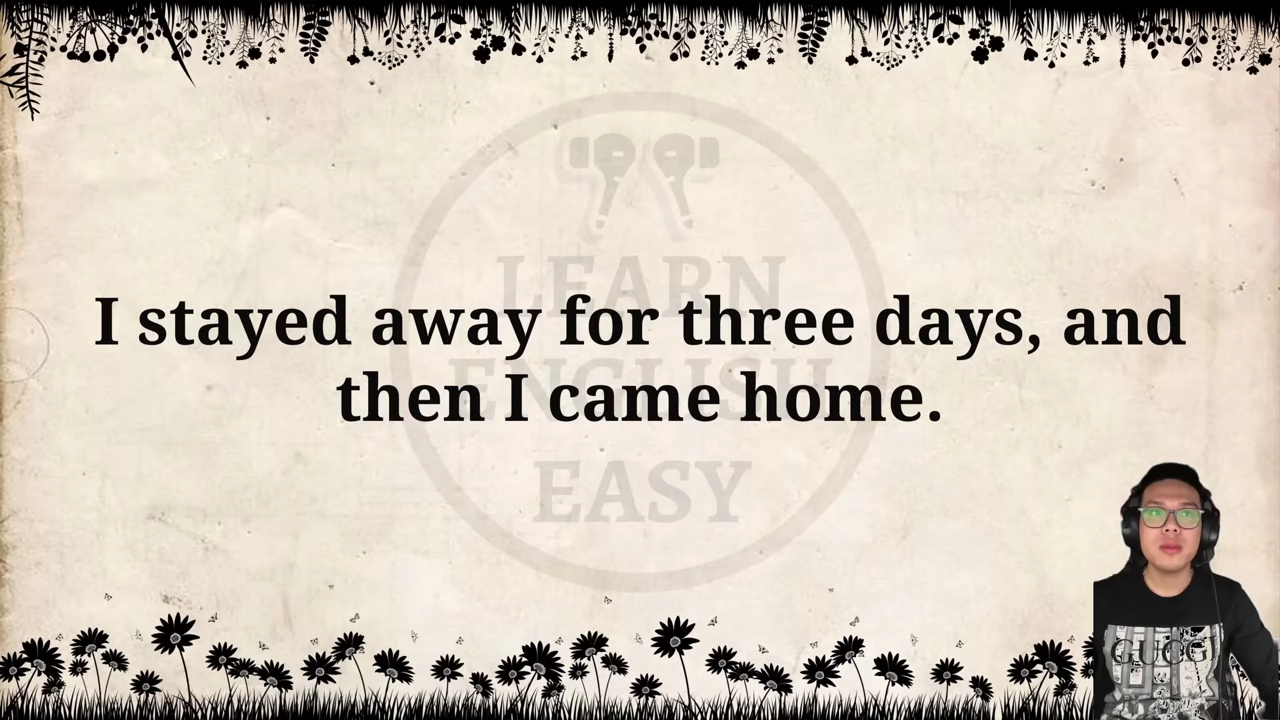 LEARN
I stayed away for three days, and
ENGLISH
then I came home.
EASY
GUCCI